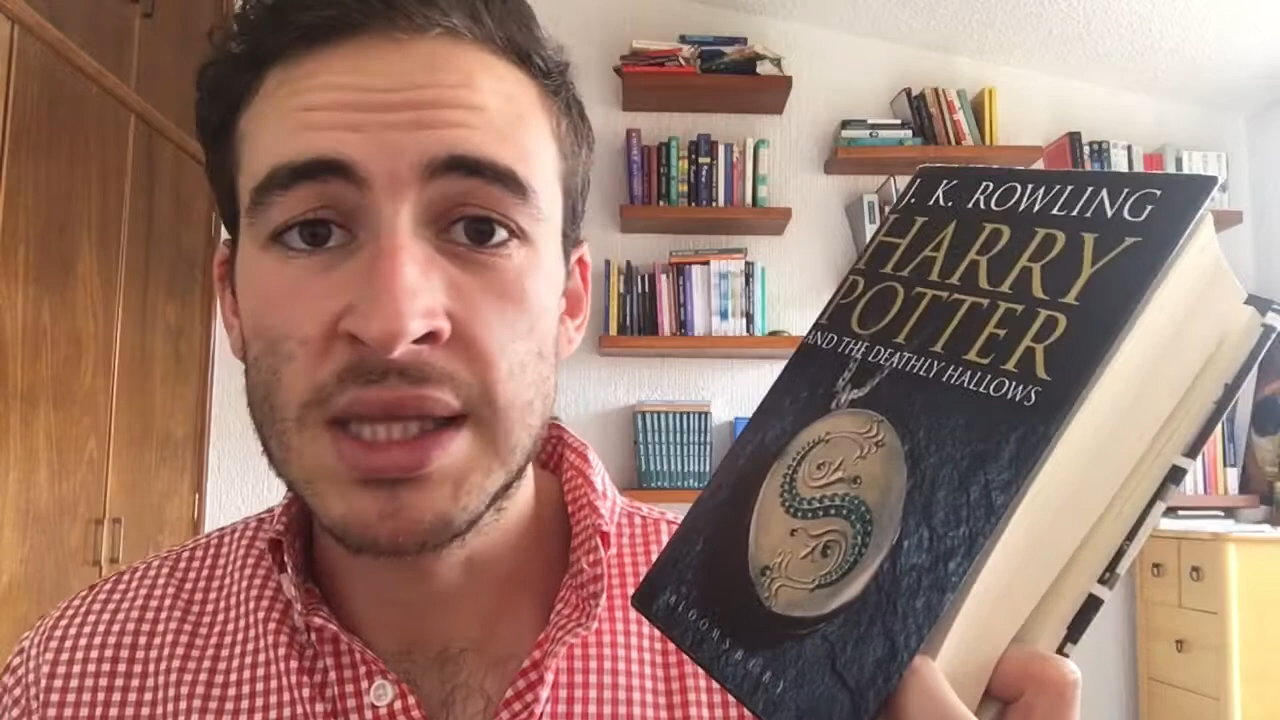 J. K. ROWLING
HARRY
POTTER
AND THE DEATHLY HALLOWS
BLOOMSBURY